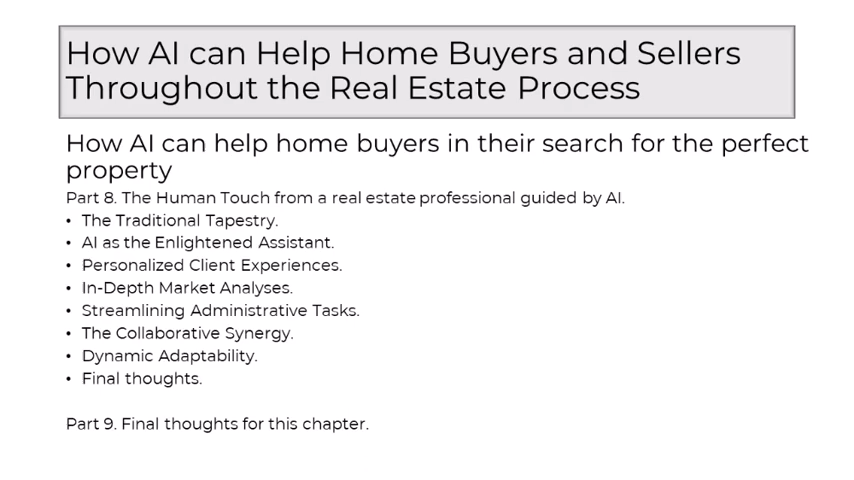 How AI can Help Home Buyers and Sellers
Throughout the Real Estate Process
How AI can help home buyers in their search for the perfect
property
Part 8. The Human Touch from a real estate professional guided by AI.
• The Traditional Tapestry.
• AI as the Enlightened Assistant.
• Personalized Client Experiences.
• In-Depth Market Analyses.
• Streamlining Administrative Tasks.
• The Collaborative Synergy.
• Dynamic Adaptability.
• Final thoughts.
Part 9. Final thoughts for this chapter.